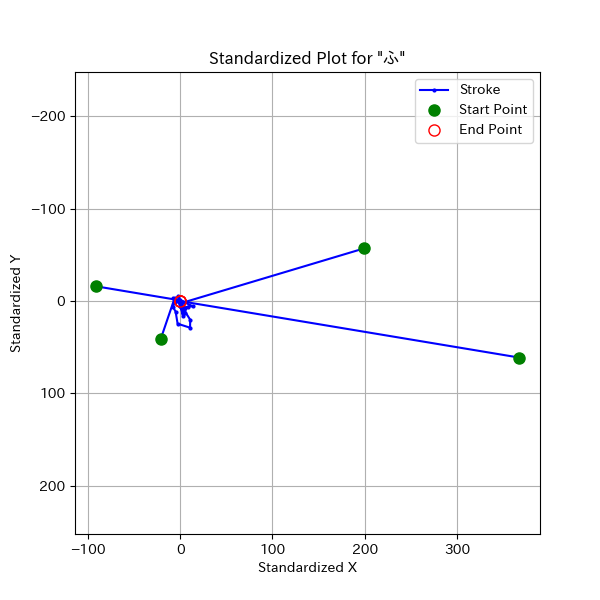 Standardized Plot for "ふ"
Stroke
Start Point
End Point
Standardized Y
−200
−100
0
100
200
−100 0 100 200 300
Standardized X